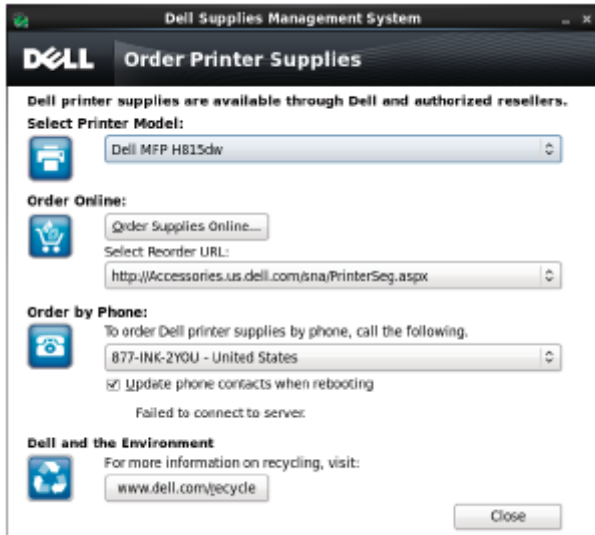 Dell Supplies Management System
DELL Order Printer Supplies
Dell printer supplies are available through Dell and authorized resellers.
Select Printer Model:
Dell MFP H815dw
Order Online:
Order Supplies Online...
Select Reorder URL:
http://Accessories.us.dell.com/sna/PrinterSeg.aspx
Order by Phone:
To order Dell printer supplies by phone, call the following.
877-INK-2YOU - United States
Update phone contacts when rebooting
Failed to connect to server.
Dell and the Environment
For more information on recycling, visit:
www.dell.com/recycle
Close